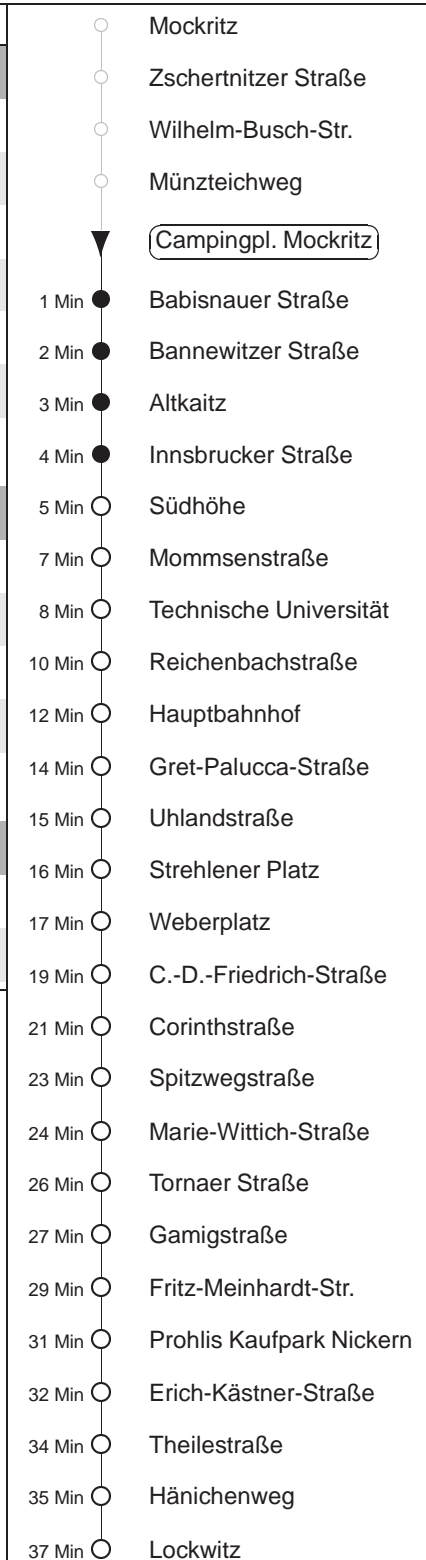 Mockritz
Zschertnitzer Straße
Wilhelm-Busch-Str.
Münzteichweg
Campingpl. Mockritz
1 Min Babisnauer Straße
2 Min Bannewitzer Straße
3 Min Altkaitz
4 Min Innsbrucker Straße
5 Min Südhöhe
7 Min Mommsenstraße
8 Min Technische Universität
10 Min Reichenbachstraße
12 Min Hauptbahnhof
14 Min Gret-Palucca-Straße
15 Min Uhlandstraße
16 Min Strehlener Platz
17 Min Weberplatz
19 Min C.-D.-Friedrich-Straße
21 Min Corinthstraße
23 Min Spitzwegstraße
24 Min Marie-Wittich-Straße
26 Min Tornaer Straße
27 Min Gamigstraße
29 Min Fritz-Meinhardt-Str.
31 Min Prohlis Kaufpark Nickern
32 Min Erich-Kästner-Straße
34 Min Theilestraße
35 Min Hänichenweg
37 Min Lockwitz